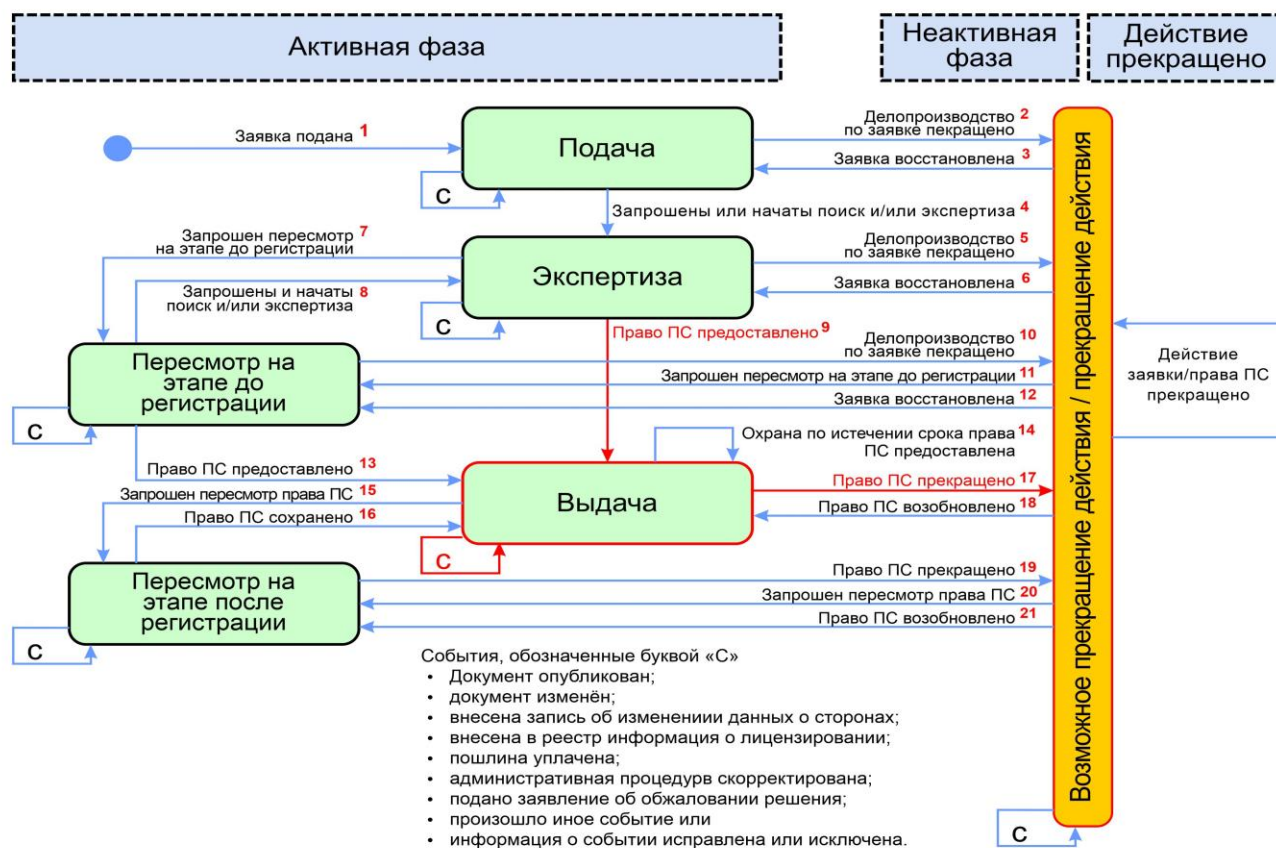 Активная фаза
Неактивная
фаза
Действие
прекращено
Заявка подана 1
Подача
С
Делопроизводство 2
по заявке пекращено
Заявка восстановлена 3
Запрошены или начаты поиск и/или экспертиза 4
Запрошен пересмотр 7
на этапе до регистрации
Запрошены и начаты 8
поиск и/или экспертиза
Экспертиза
С
Делопроизводство 5
по заявке пекращено
Заявка восстановлена 6
Право ПС предоставлено 9
Пересмотр на
этапе до
регистрации
С
Делопроизводство 10
по заявке пекращено
Запрошен пересмотр на этапе до регистрации 11
Заявка восстановлена 12
Действие
заявки/права ПС
прекращено
Охрана по истечении срока права 14
ПС предоставлена
Право ПС предоставлено 13
Запрошен пересмотр права ПС 15
Право ПС сохранено 16
Выдача
С
Право ПС прекращено 17
Право ПС возобновлено 18
Пересмотр на
этапе после
регистрации
С
Право ПС прекращено 19
Запрошен пересмотр права ПС 20
Право ПС возобновлено 21
Возможное прекращение действия / прекращение действия
С
События, обозначенные буквой «С»
• Документ опубликован;
• документ изменён;
• внесена запись об изменениии данных о сторонах;
• внесена в реестр информация о лицензировании;
• пошлина уплачена;
• административная процедурв скорректирована;
• подано заявление об обжаловании решения;
• произошло иное событие или
• информация о событии исправлена или исключена.